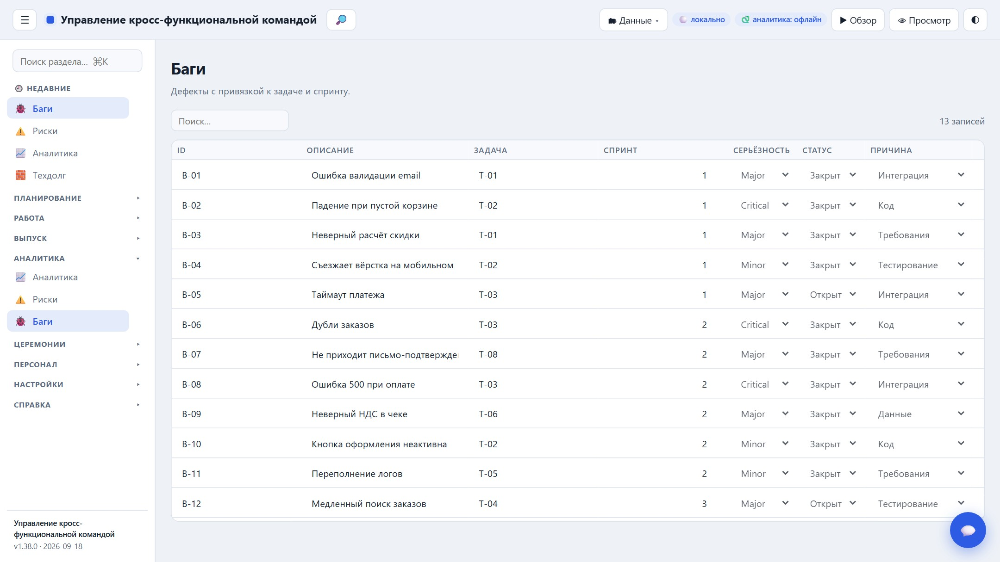 ☰ Управление кросс-функциональной командой
Данные ▾ локально аналитика: офлайн ▶ Обзор Просмотр
Поиск раздела... ⌘K
НЕДАВНИЕ
Баги
Риски
Аналитика
Техдолг
ПЛАНИРОВАНИЕ
РАБОТА
ВЫПУСК
АНАЛИТИКА
Аналитика
Риски
Баги
ЦЕРЕМОНИИ
ПЕРСОНАЛ
НАСТРОЙКИ
СПРАВКА
Управление кросс-
функциональной командой
v1.38.0 · 2026-09-18
Баги
Дефекты с привязкой к задаче и спринту.
Поиск... 13 записей
ID ОПИСАНИЕ ЗАДАЧА СПРИНТ СЕРЬЁЗНОСТЬ СТАТУС ПРИЧИНА
B-01 Ошибка валидации email T-01 1 Major Закрыт Интеграция
B-02 Падение при пустой корзине T-02 1 Critical Закрыт Код
B-03 Неверный расчёт скидки T-01 1 Major Закрыт Требования
B-04 Съезжает вёрстка на мобильном T-02 1 Minor Закрыт Тестирование
B-05 Таймаут платежа T-03 1 Major Открыт Интеграция
B-06 Дубли заказов T-03 2 Critical Закрыт Код
B-07 Не приходит письмо-подтвержде T-08 2 Major Закрыт Требования
B-08 Ошибка 500 при оплате T-03 2 Critical Закрыт Интеграция
B-09 Неверный НДС в чеке T-06 2 Major Закрыт Данные
B-10 Кнопка оформления неактивна T-02 2 Minor Закрыт Код
B-11 Переполнение логов T-05 2 Minor Закрыт Требования
B-12 Медленный поиск заказов T-04 3 Major Открыт Тестирование